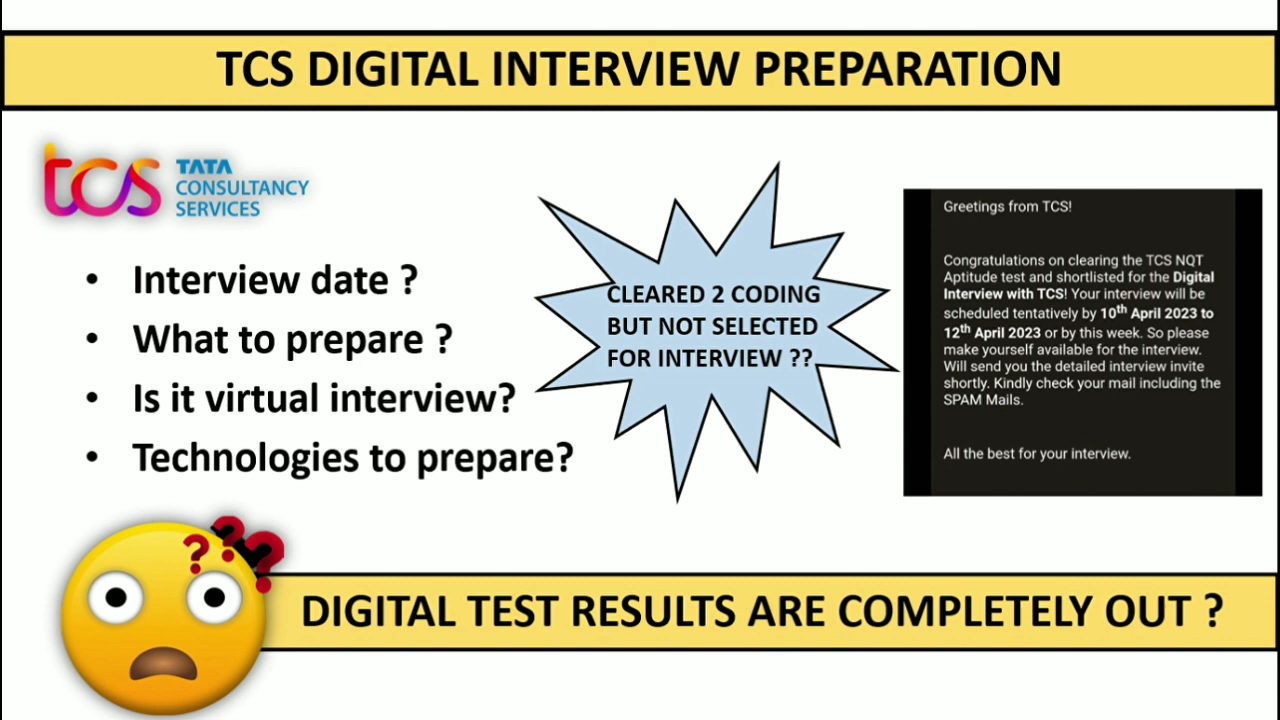 TCS DIGITAL INTERVIEW PREPARATION
tcs TATA
CONSULTANCY
SERVICES
• Interview date ?
• What to prepare ?
• Is it virtual interview?
• Technologies to prepare?
CLEARED 2 CODING
BUT NOT SELECTED
FOR INTERVIEW ??
Greetings from TCS!
Congratulations on clearing the TCS NQT
Aptitude test and shortlisted for the Digital
Interview with TCS! Your interview will be
scheduled tentatively by 10th April 2023 to
12th April 2023 or by this week. So please
make yourself available for the interview.
Will send you the detailed interview invite
shortly. Kindly check your mail including the
SPAM Mails.
All the best for your interview.
???
DIGITAL TEST RESULTS ARE COMPLETELY OUT ?